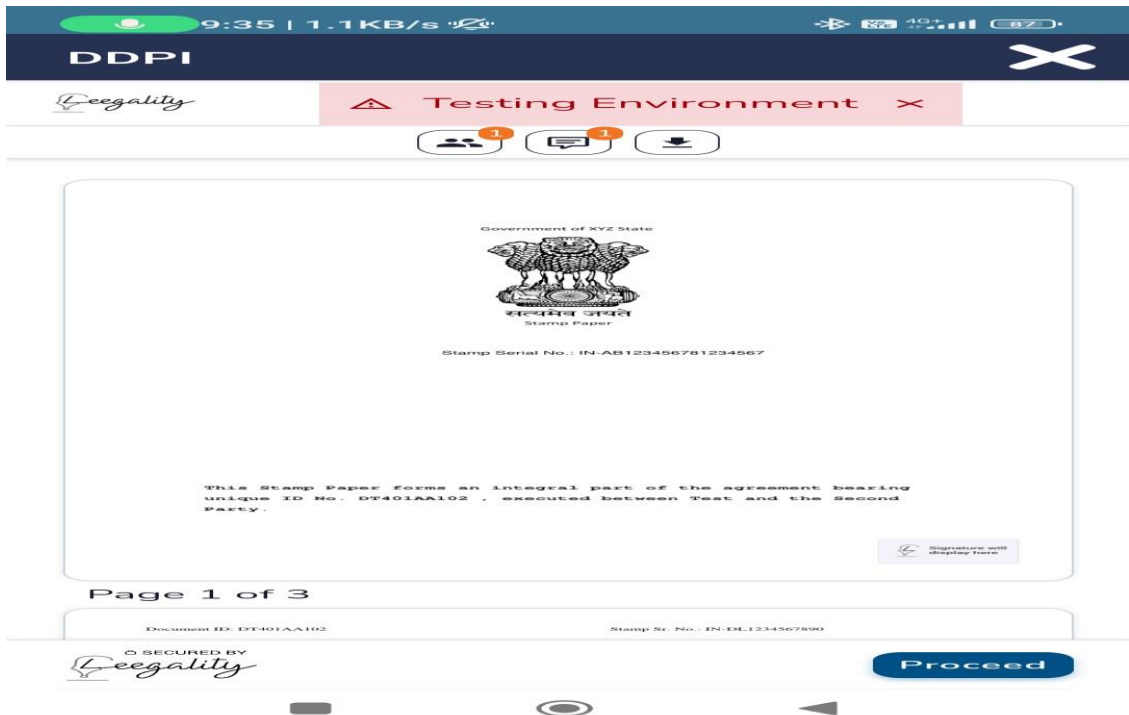 9:35 | 1.1KB/s
Vo LTE 4G+ 87
DDPI
Leegality
Testing Environment
1 1
Government of XYZ State
सत्यमेव जयते
Stamp Paper
Stamp Serial No.: IN-AB123456781234567
This Stamp Paper forms an integral part of the agreement bearing
unique ID No. DT401AA102 , executed between Test and the Second
Party.
Signature will
display here
Page 1 of 3
Document ID: DT401AA102 Stamp Sr. No.: IN-DL1234567890
SECURED BY
Leegality
Proceed